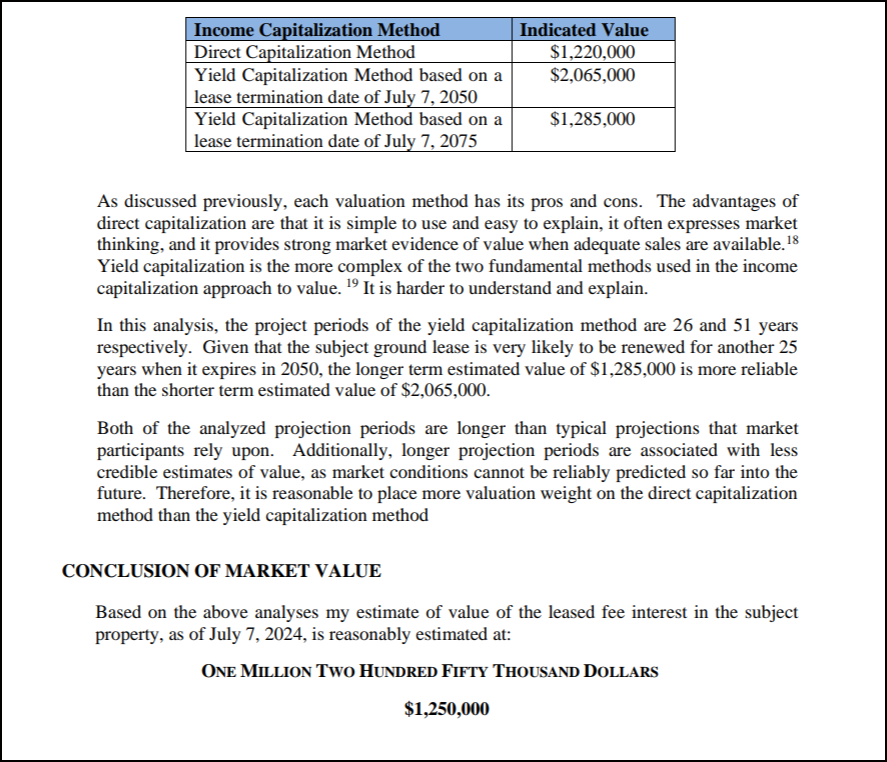 Income Capitalization Method Indicated Value
Direct Capitalization Method $1,220,000
Yield Capitalization Method based on a $2,065,000
lease termination date of July 7, 2050
Yield Capitalization Method based on a $1,285,000
lease termination date of July 7, 2075
As discussed previously, each valuation method has its pros and cons. The advantages of
direct capitalization are that it is simple to use and easy to explain, it often expresses market
thinking, and it provides strong market evidence of value when adequate sales are available.18
Yield capitalization is the more complex of the two fundamental methods used in the income
capitalization approach to value. 19 It is harder to understand and explain.
In this analysis, the project periods of the yield capitalization method are 26 and 51 years
respectively. Given that the subject ground lease is very likely to be renewed for another 25
years when it expires in 2050, the longer term estimated value of $1,285,000 is more reliable
than the shorter term estimated value of $2,065,000.
Both of the analyzed projection periods are longer than typical projections that market
participants rely upon. Additionally, longer projection periods are associated with less
credible estimates of value, as market conditions cannot be reliably predicted so far into the
future. Therefore, it is reasonable to place more valuation weight on the direct capitalization
method than the yield capitalization method
CONCLUSION OF MARKET VALUE
Based on the above analyses my estimate of value of the leased fee interest in the subject
property, as of July 7, 2024, is reasonably estimated at:
ONE MILLION TWO HUNDRED FIFTY THOUSAND DOLLARS
$1,250,000